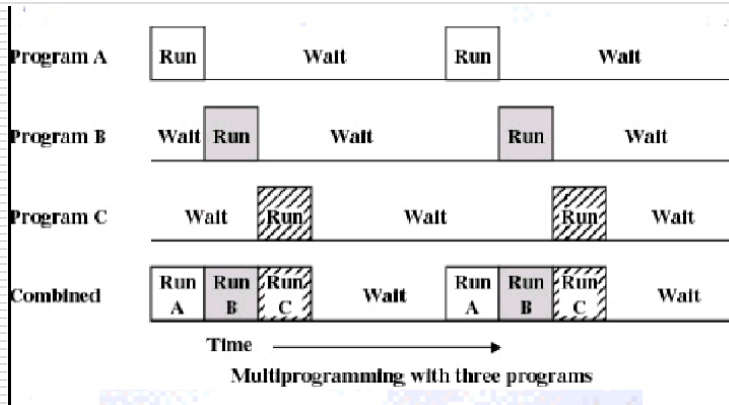 Program A Run Wait Run Wait
Program B Wait Run Wait Run Wait
Program C Wait Run Wait Run Wait
Combined Run A Run B Run C Wait Run A Run B Run C Wait
Time
Multiprogramming with three programs